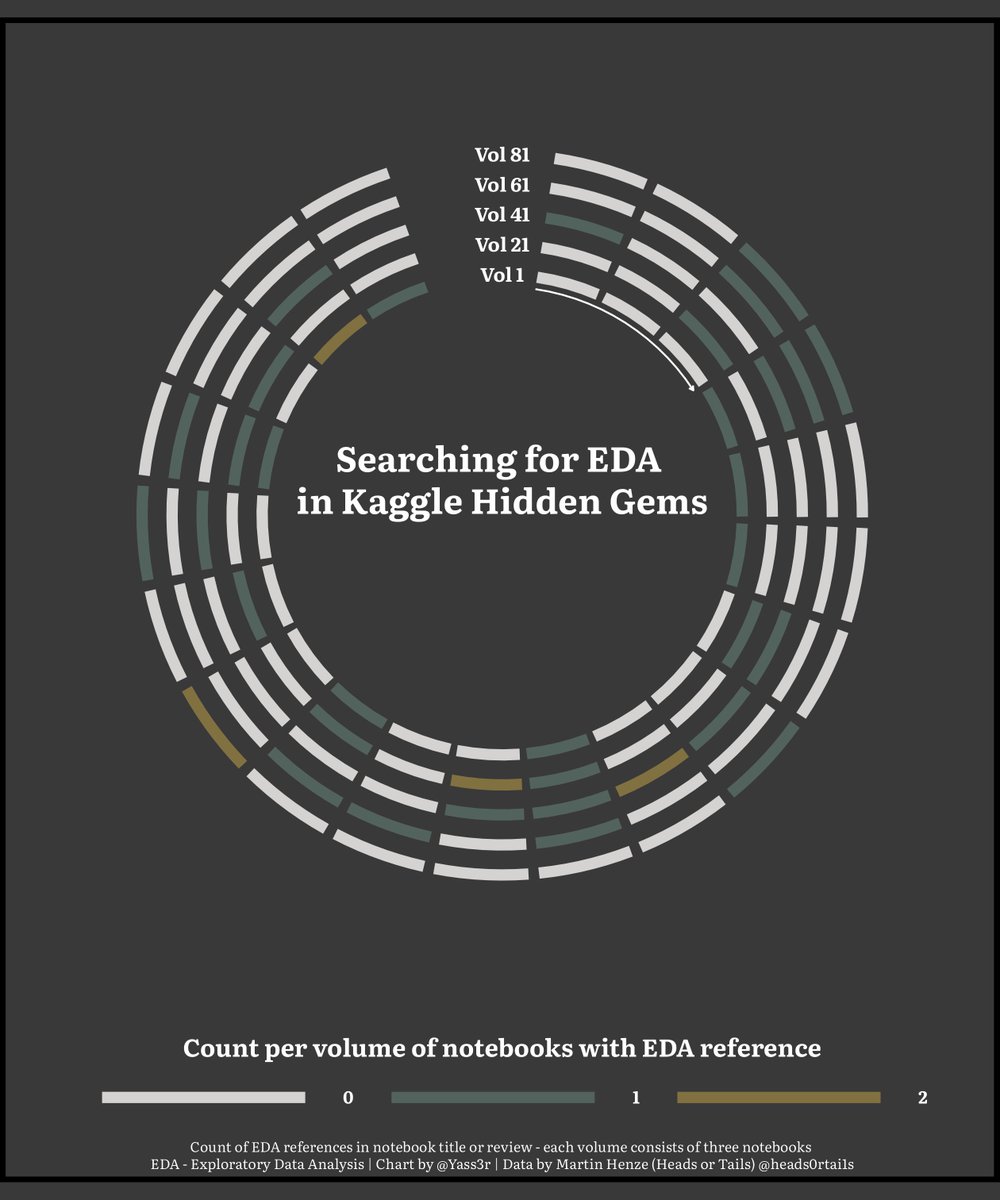 Vol 81
Vol 61
Vol 41
Vol 21
Vol 1
Searching for EDA
in Kaggle Hidden Gems
Count per volume of notebooks with EDA reference
0 1 2
Count of EDA references in notebook title or review - each volume consists of three notebooks
EDA - Exploratory Data Analysis | Chart by @Yass3r | Data by Martin Henze (Heads or Tails) @heads0rtai1s